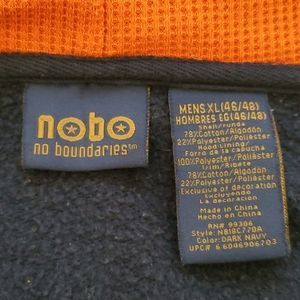 nobo
no boundaries™
MENS XL (46/48)
HOMBRES EG (46/48)
Shell/Funda
78%Cotton/Algodón
22%Polyester/Poliéster
Hood Lining/
Forro de la capucha
100%Polyester/Poliéster
Trim/Ribete
78%Cotton/Algodón
22%Polyester/Poliéster
Exclusive of decoration
Excluyendo
La decoración
Made in China
Hecho en China
RN# 99306
Color: DARK NAVY